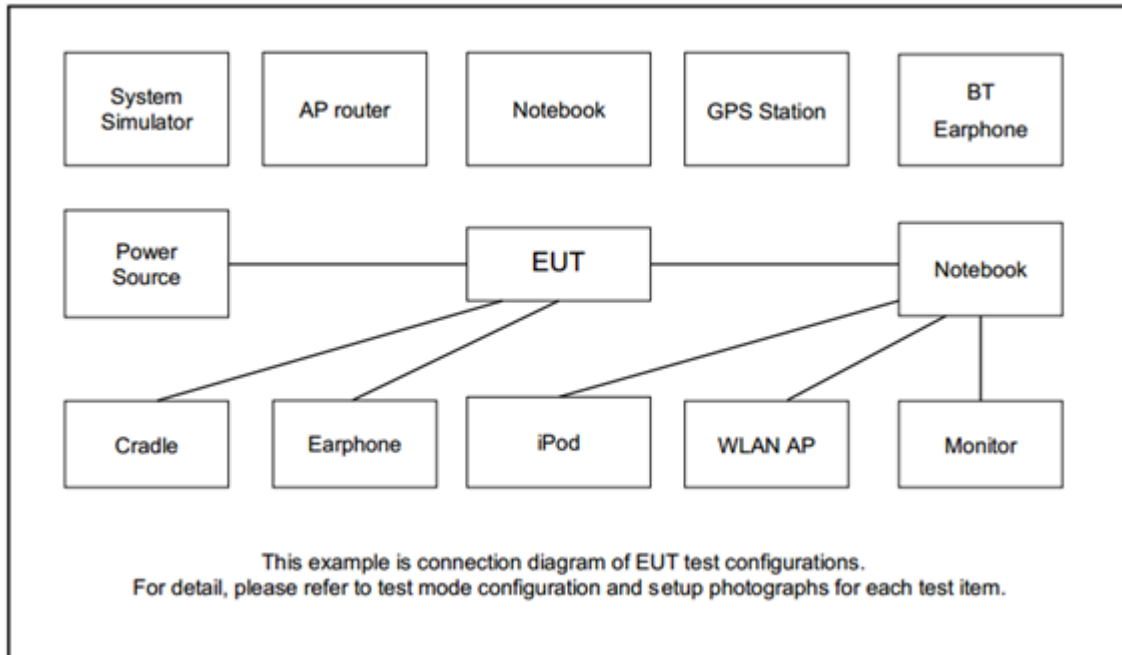 System
Simulator
AP router
Notebook
GPS Station
BT
Earphone
Power
Source
EUT
Notebook
Cradle
Earphone
iPod
WLAN AP
Monitor
This example is connection diagram of EUT test configurations.
For detail, please refer to test mode configuration and setup photographs for each test item.